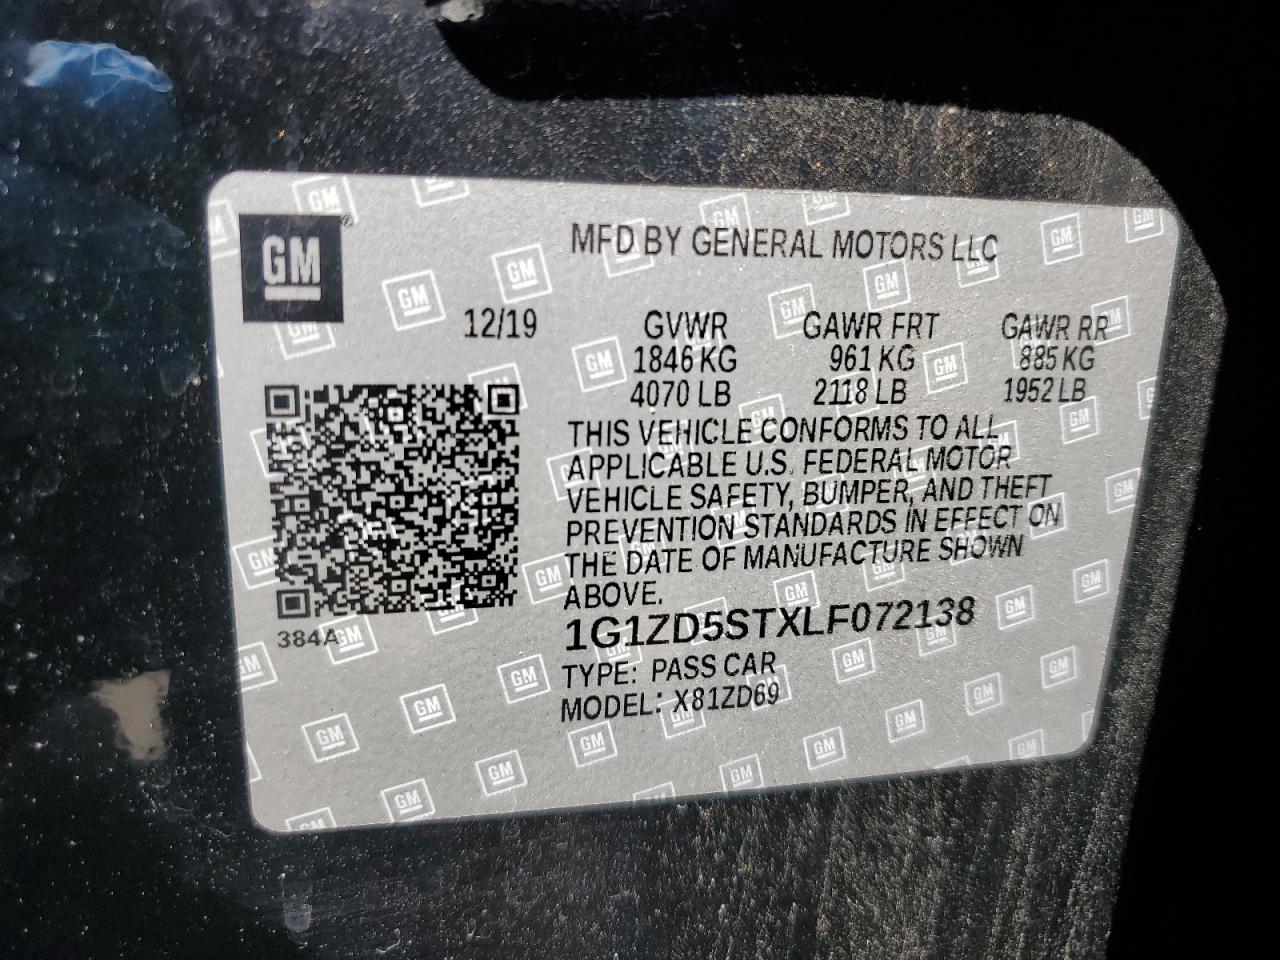 GM®
MFD BY GENERAL MOTORS LLC
12/19 GVWR GAWR FRT GAWR RR
1846 KG 961 KG 885 KG
4070 LB 2118 LB 1952 LB
THIS VEHICLE CONFORMS TO ALL
APPLICABLE U.S. FEDERAL MOTOR
VEHICLE SAFETY, BUMPER, AND THEFT
PREVENTION STANDARDS IN EFFECT ON
THE DATE OF MANUFACTURE SHOWN
ABOVE.
384A
1G1ZD5STXLF072138
TYPE: PASS CAR
MODEL: X81ZD69